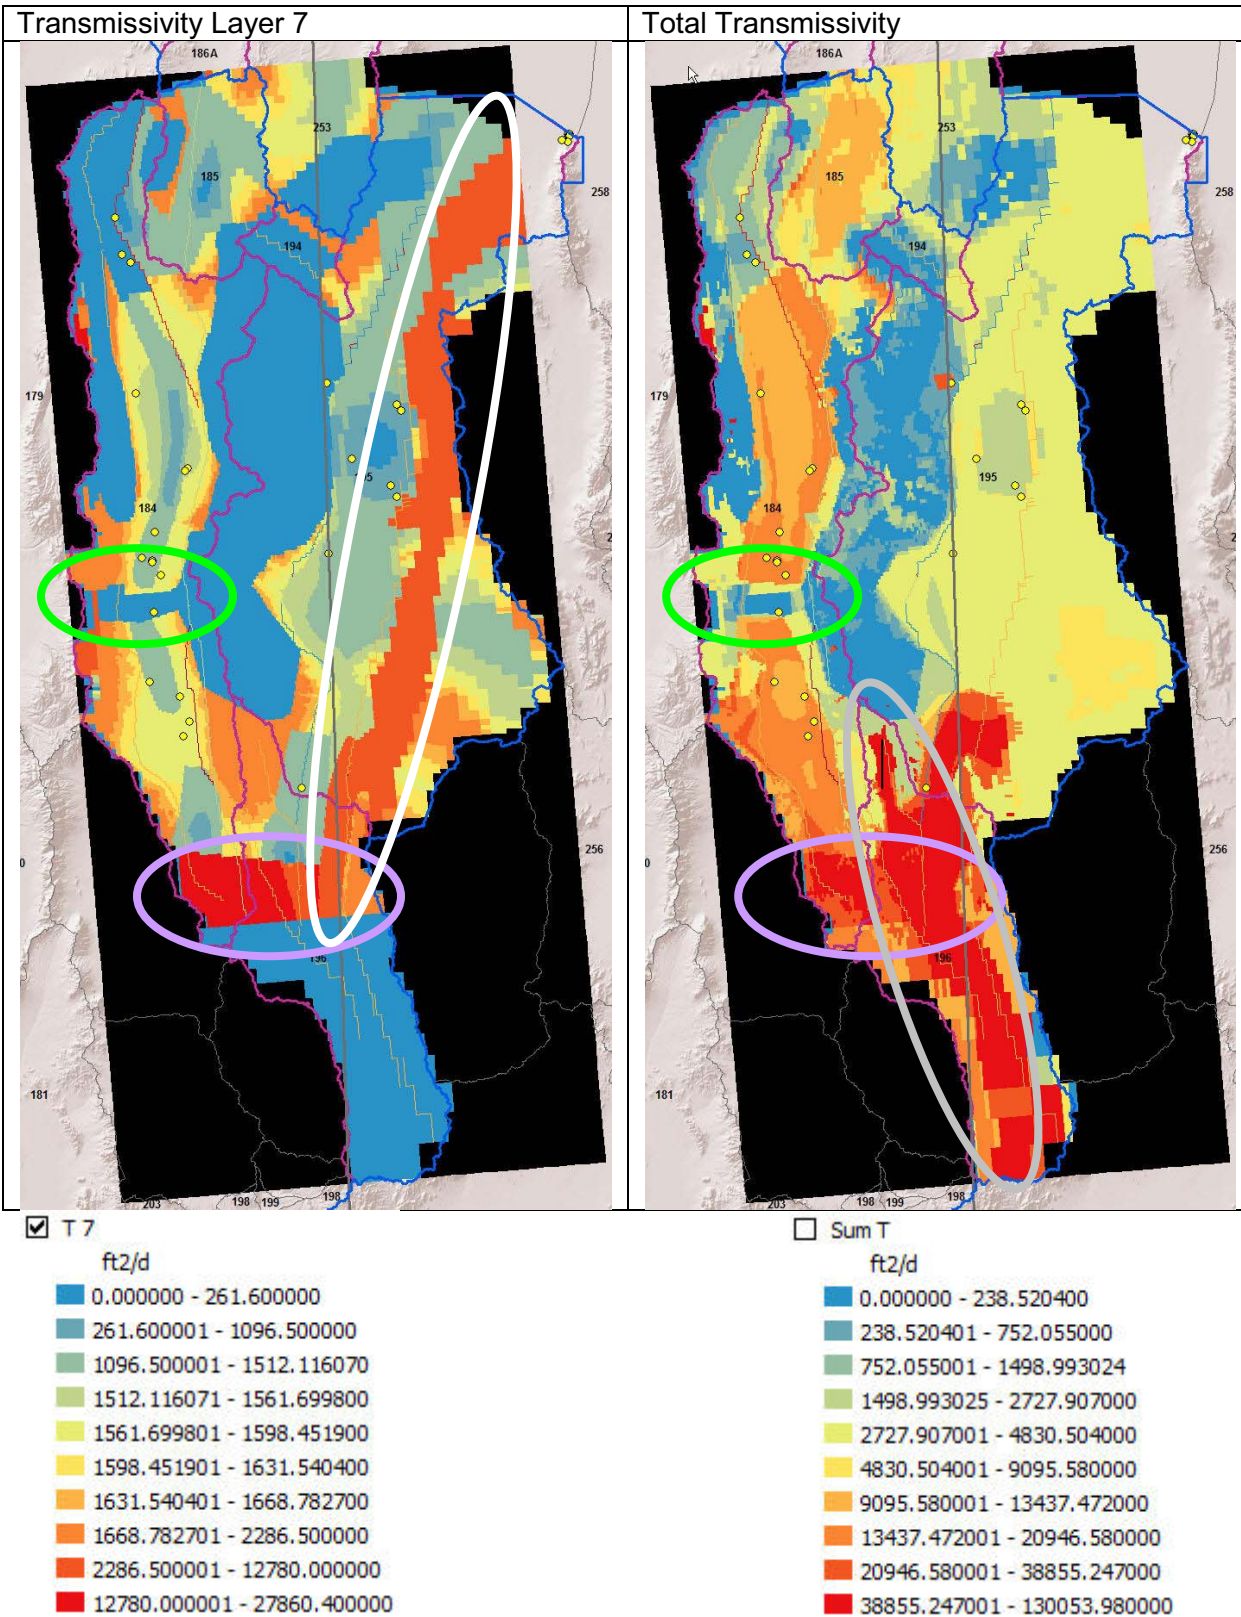 Transmissivity Layer 7
Total Transmissivity
186A
253
185
258
194
179
195
184
2
0
256
196
181
203
198
199
198
186A
253
185
258
194
179
195
184
2
0
256
196
181
203
198
199
198
T 7
ft2/d
0.000000 - 261.600000
261.600001 - 1096.500000
1096.500001 - 1512.116070
1512.116071 - 1561.699800
1561.699801 - 1598.451900
1598.451901 - 1631.540400
1631.540401 - 1668.782700
1668.782701 - 2286.500000
2286.500001 - 12780.000000
12780.000001 - 27860.400000
Sum T
ft2/d
0.000000 - 238.520400
238.520401 - 752.055000
752.055001 - 1498.993024
1498.993025 - 2727.907000
2727.907001 - 4830.504000
4830.504001 - 9095.580000
9095.580001 - 13437.472000
13437.472001 - 20946.580000
20946.580001 - 38855.247000
38855.247001 - 130053.980000